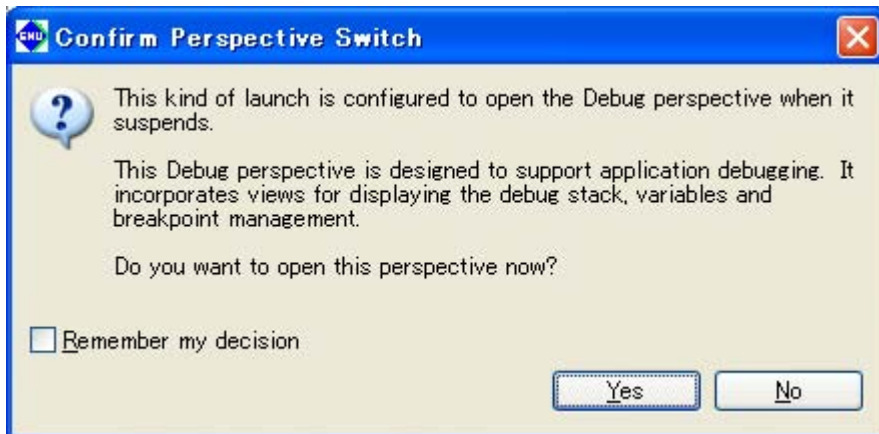 GNU
Confirm Perspective Switch
This kind of launch is configured to open the Debug perspective when it
suspends.
This Debug perspective is designed to support application debugging. It
incorporates views for displaying the debug stack, variables and
breakpoint management.
Do you want to open this perspective now?
Remember my decision
Yes
No